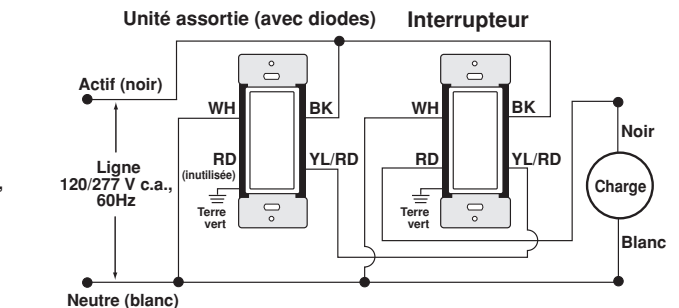 Unité assortie (avec diodes)
Interrupteur
Actif (noir)
WH
BK
WH
BK
Noir
Ligne
120/277 V c.a.,
60Hz
RD
(inutilisée)
YL/RD
RD
YL/RD
Charge
Terre
vert
Terre
vert
Blanc
Neutre (blanc)
,